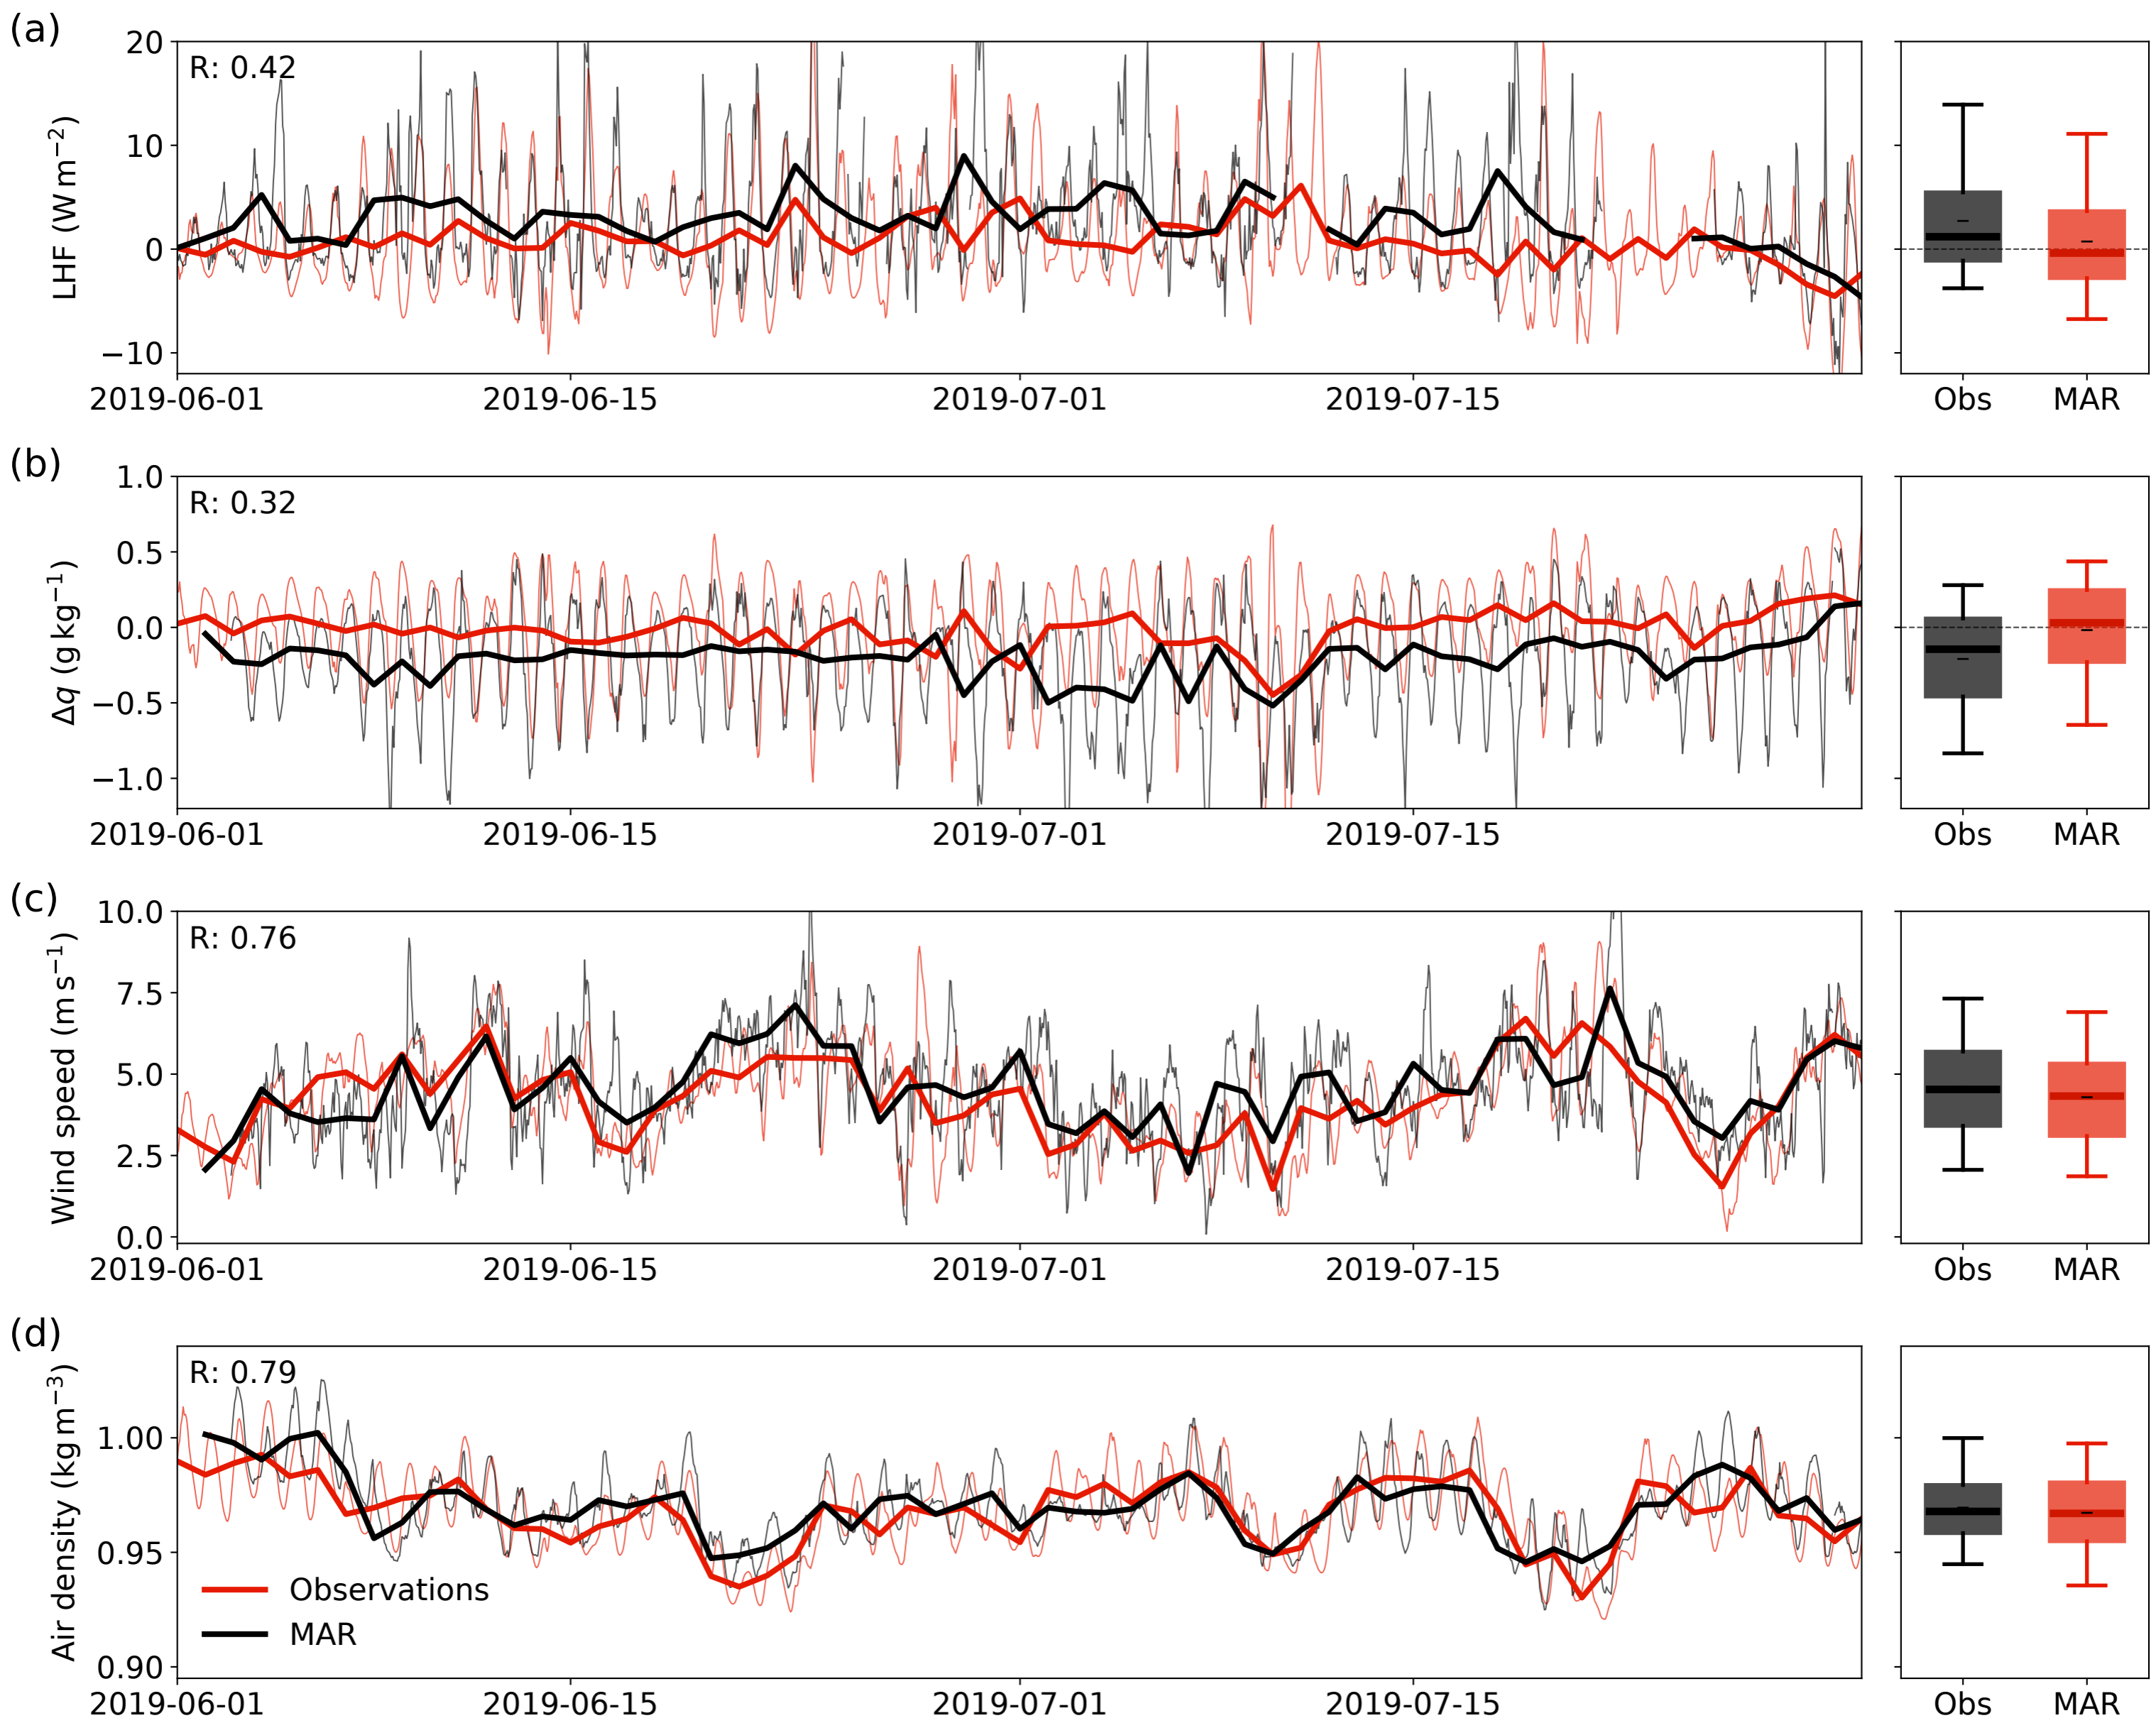 (a)
20
10
0
−10
LHF (W m⁻²)
R: 0.42
2019-06-01
2019-06-15
2019-07-01
2019-07-15
Obs
MAR
(b)
1.0
0.5
0.0
−0.5
−1.0
Δq (g kg⁻¹)
R: 0.32
2019-06-01
2019-06-15
2019-07-01
2019-07-15
Obs
MAR
(c)
10.0
7.5
5.0
2.5
0.0
Wind speed (m s⁻¹)
R: 0.76
2019-06-01
2019-06-15
2019-07-01
2019-07-15
Obs
MAR
(d)
1.00
0.95
0.90
Air density (kg m⁻³)
R: 0.79
Observations
MAR
2019-06-01
2019-06-15
2019-07-01
2019-07-15
Obs
MAR